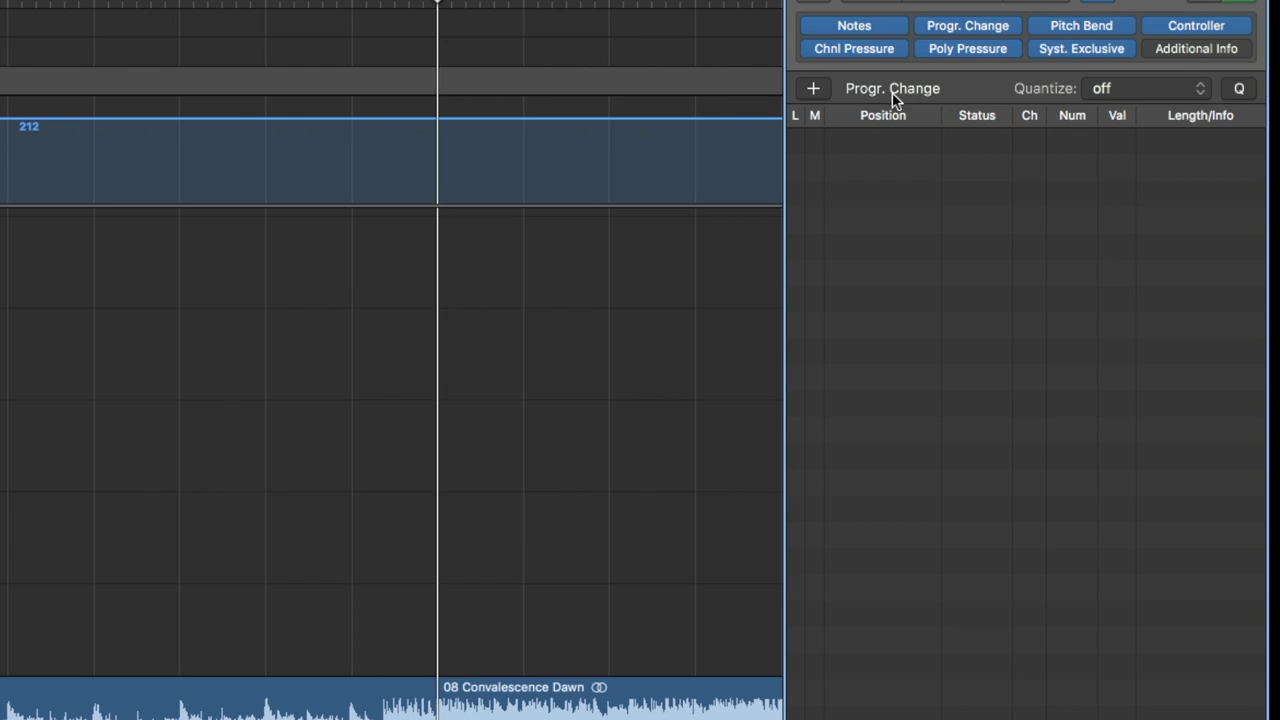 Notes Progr. Change Pitch Bend Controller
Chnl Pressure Poly Pressure Syst. Exclusive Additional Info
+ Progr. Change Quantize: off Q
L M Position Status Ch Num Val Length/Info
212
08 Convalescence Dawn